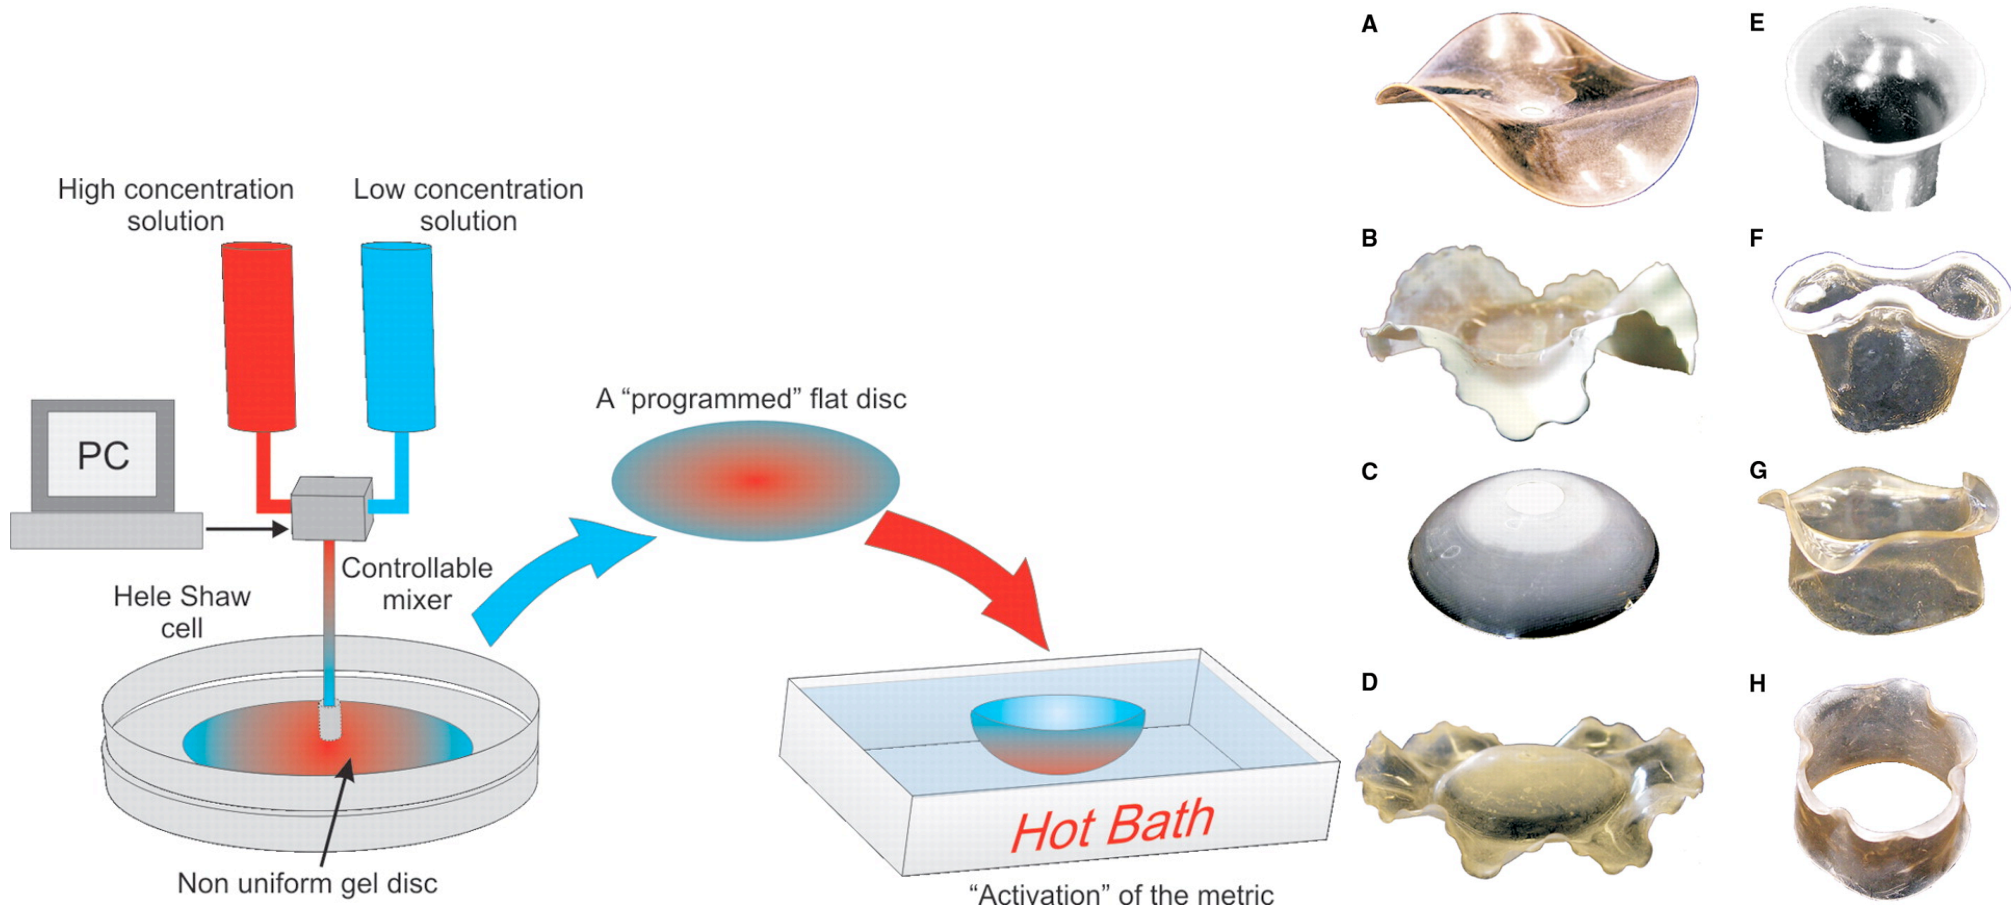 High concentration
solution
Low concentration
solution
PC
Controllable
mixer
Hele Shaw
cell
Non uniform gel disc
A “programmed” flat disc
Hot Bath
“Activation” of the metric
A
B
C
D
E
F
G
H